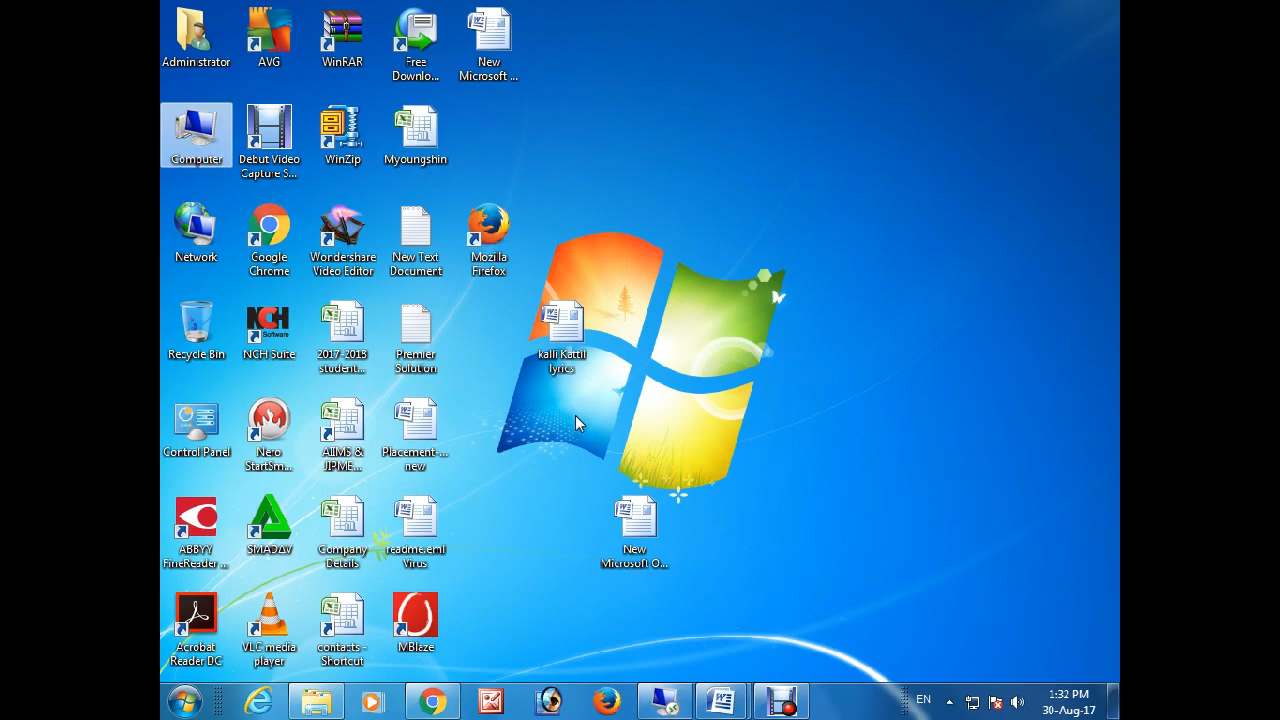 Administrator
AVG
WinRAR
Free
Downlo...
New
Microsoft ...
Computer
Debut Video
Capture S...
WinZip
Myoungshin
Network
Google
Chrome
Wondershare
Video Editor
New Text
Document
Mozilla
Firefox
Recycle Bin
NCH
Software
NCH Suite
2017-2018
student...
Premier
Solution
kalli Kattil
lyrics
Control Panel
Nero
StartSm...
AIIMS &
JIPME...
Placement-...
new
ABBYY
FineReader ...
SMADAV
Company
Details
readme.eml
Virus
New
Microsoft O...
Acrobat
Reader DC
VLC media
player
contacts -
Shortcut
MBlaze
EN
1:32 PM
30-Aug-17